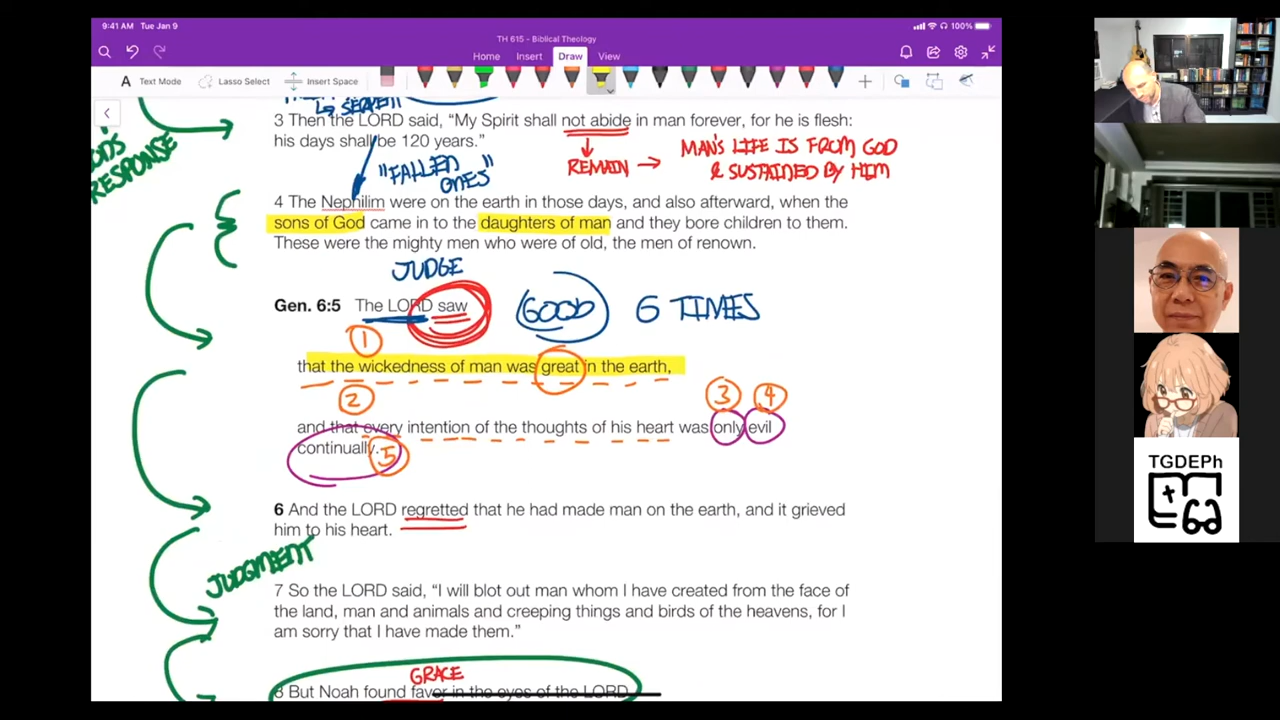 9:41 AM Tue Jan 9
100%
TH 615 - Biblical Theology
Home Insert Draw View
Text Mode Lasso Select Insert Space
↳ SERVE"
3 Then the LORD said, “My Spirit shall not abide in man forever, for he is flesh:
his days shall be 120 years.”
REMAIN → MAN'S LIFE IS FROM GOD
& SUSTAINED BY HIM
RESPONSE
"FALLEN
ONES"
4 The Nephilim were on the earth in those days, and also afterward, when the
sons of God came in to the daughters of man and they bore children to them.
These were the mighty men who were of old, the men of renown.
JUDGE
Gen. 6:5 The LORD saw GOOD 6 TIMES
1
that the wickedness of man was great in the earth,
2 3 4
and that every intention of the thoughts of his heart was only evil
continually. 5
6 And the LORD regretted that he had made man on the earth, and it grieved
him to his heart.
JUDGMENT
7 So the LORD said, “I will blot out man whom I have created from the face of
the land, man and animals and creeping things and birds of the heavens, for I
am sorry that I have made them.”
GRACE
8 But Noah found favor in the eyes of the LORD
TGDEPh